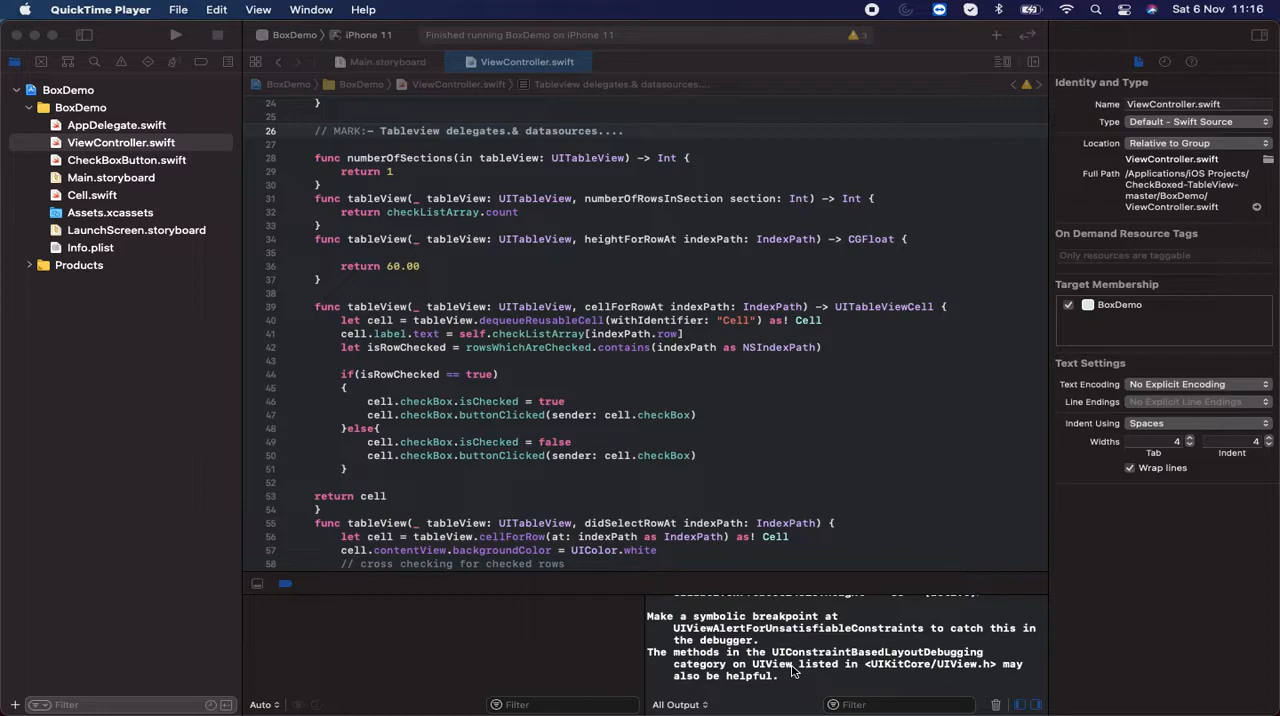 QuickTime Player File Edit View Window Help Sat 6 Nov 11:16
BoxDemo iPhone 11 Finished running BoxDemo on iPhone 11 3
Main.storyboard ViewController.swift
BoxDemo BoxDemo ViewController.swift Tableview delegates.& datasources....
BoxDemo
BoxDemo
AppDelegate.swift
ViewController.swift
CheckBoxButton.swift
Main.storyboard
Cell.swift
Assets.xcassets
LaunchScreen.storyboard
Info.plist
Products
Filter
24 }
25
26 // MARK:- Tableview delegates.& datasources....
27
28 func numberOfSections(in tableView: UITableView) -> Int {
29 return 1
30 }
31 func tableView(_ tableView: UITableView, numberOfRowsInSection section: Int) -> Int {
32 return checkListArray.count
33 }
34 func tableView(_ tableView: UITableView, heightForRowAt indexPath: IndexPath) -> CGFloat {
35
36 return 60.00
37 }
38
39 func tableView(_ tableView: UITableView, cellForRowAt indexPath: IndexPath) -> UITableViewCell {
40 let cell = tableView.dequeueReusableCell(withIdentifier: "Cell") as! Cell
41 cell.label.text = self.checkListArray[indexPath.row]
42 let isRowChecked = rowsWhichAreChecked.contains(indexPath as NSIndexPath)
43
44 if(isRowChecked == true)
45 {
46 cell.checkBox.isChecked = true
47 cell.checkBox.buttonClicked(sender: cell.checkBox)
48 }else{
49 cell.checkBox.isChecked = false
50 cell.checkBox.buttonClicked(sender: cell.checkBox)
51 }
52
53 return cell
54 }
55 func tableView(_ tableView: UITableView, didSelectRowAt indexPath: IndexPath) {
56 let cell = tableView.cellForRow(at: indexPath as IndexPath) as! Cell
57 cell.contentView.backgroundColor = UIColor.white
58 // cross checking for checked rows
Make a symbolic breakpoint at
UIViewAlertForUnsatisfiableConstraints to catch this in
the debugger.
The methods in the UIConstraintBasedLayoutDebugging
category on UIView listed in <UIKitCore/UIView.h> may
also be helpful.
Auto Filter All Output Filter
Identity and Type
Name ViewController.swift
Type Default - Swift Source
Location Relative to Group
ViewController.swift
Full Path /Applications/iOS Projects/
CheckBoxed-TableView-
master/BoxDemo/
ViewController.swift
On Demand Resource Tags
Only resources are taggable
Target Membership
BoxDemo
Text Settings
Text Encoding No Explicit Encoding
Line Endings No Explicit Line Endings
Indent Using Spaces
Widths 4 4
Tab Indent
Wrap lines